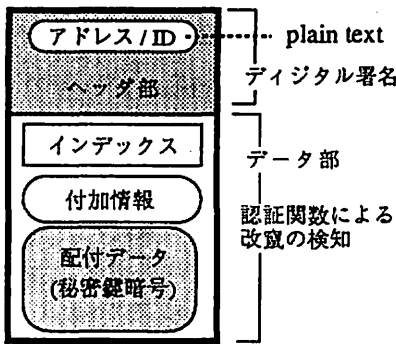 アドレス/ID
plain text
ヘッダ部
ディジタル署名
インデックス
データ部
付加情報
認証関数による
改竄の検知
配付データ
(秘密鍵暗号)